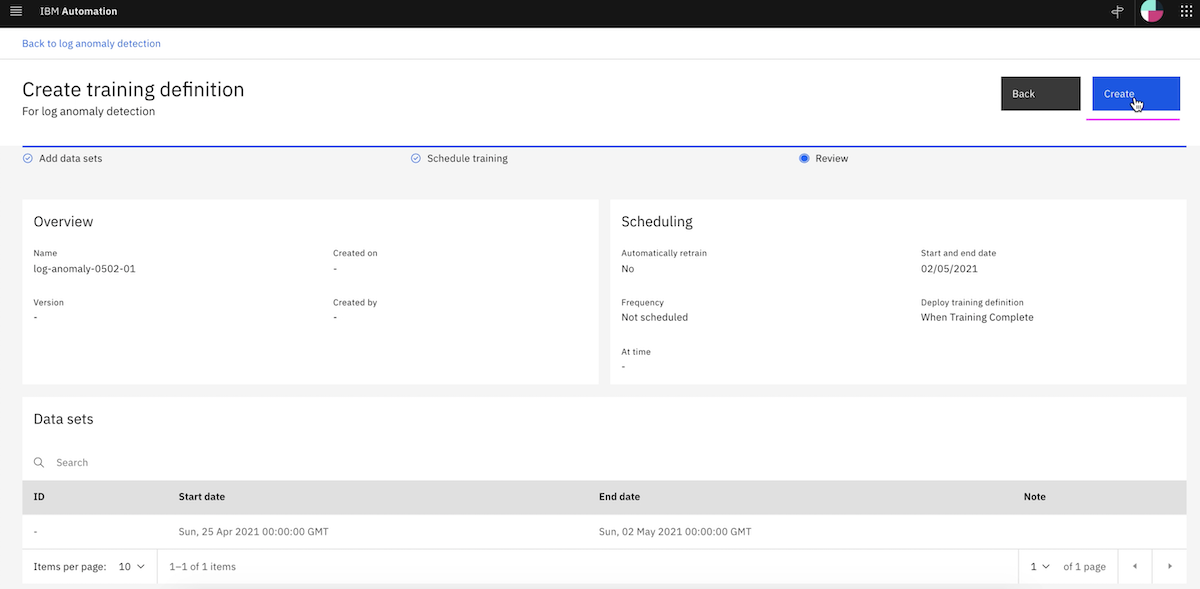 IBM Automation
Back to log anomaly detection
Create training definition
For log anomaly detection
Back
Create
Add data sets
Schedule training
Review
Overview
Name
log-anomaly-0502-01
Created on
-
Version
-
Created by
-
Scheduling
Automatically retrain
No
Start and end date
02/05/2021
Frequency
Not scheduled
Deploy training definition
When Training Complete
At time
-
Data sets
Search
ID Start date End date Note
- Sun, 25 Apr 2021 00:00:00 GMT Sun, 02 May 2021 00:00:00 GMT
Items per page: 10 1–1 of 1 items 1 of 1 page